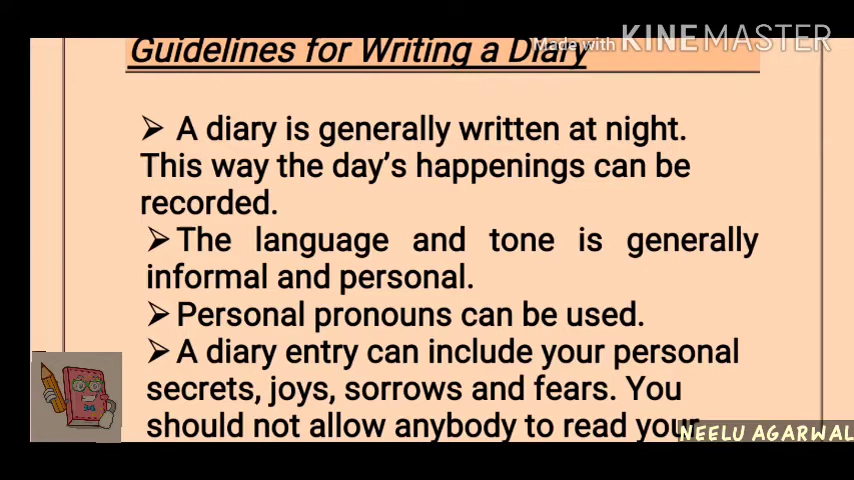 Guidelines for Writing a Diary
Made with KINEMASTER
➢ A diary is generally written at night.
This way the day's happenings can be
recorded.
➢ The language and tone is generally
informal and personal.
➢ Personal pronouns can be used.
➢ A diary entry can include your personal
secrets, joys, sorrows and fears. You
should not allow anybody to read your
NEELU AGARWAL